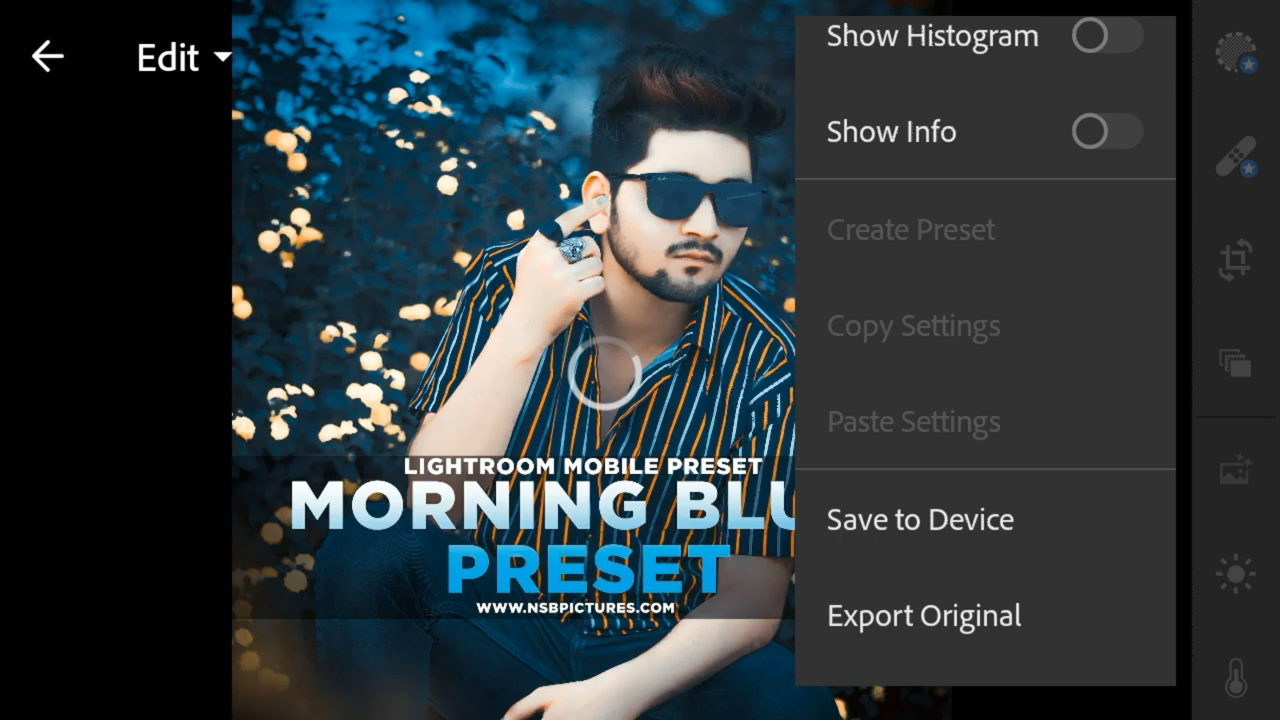 Edit
Show Histogram
Show Info
Create Preset
Copy Settings
Paste Settings
Save to Device
Export Original
LIGHTROOM MOBILE PRESET
MORNING BLU
PRESET
WWW.NSBPICTURES.COM